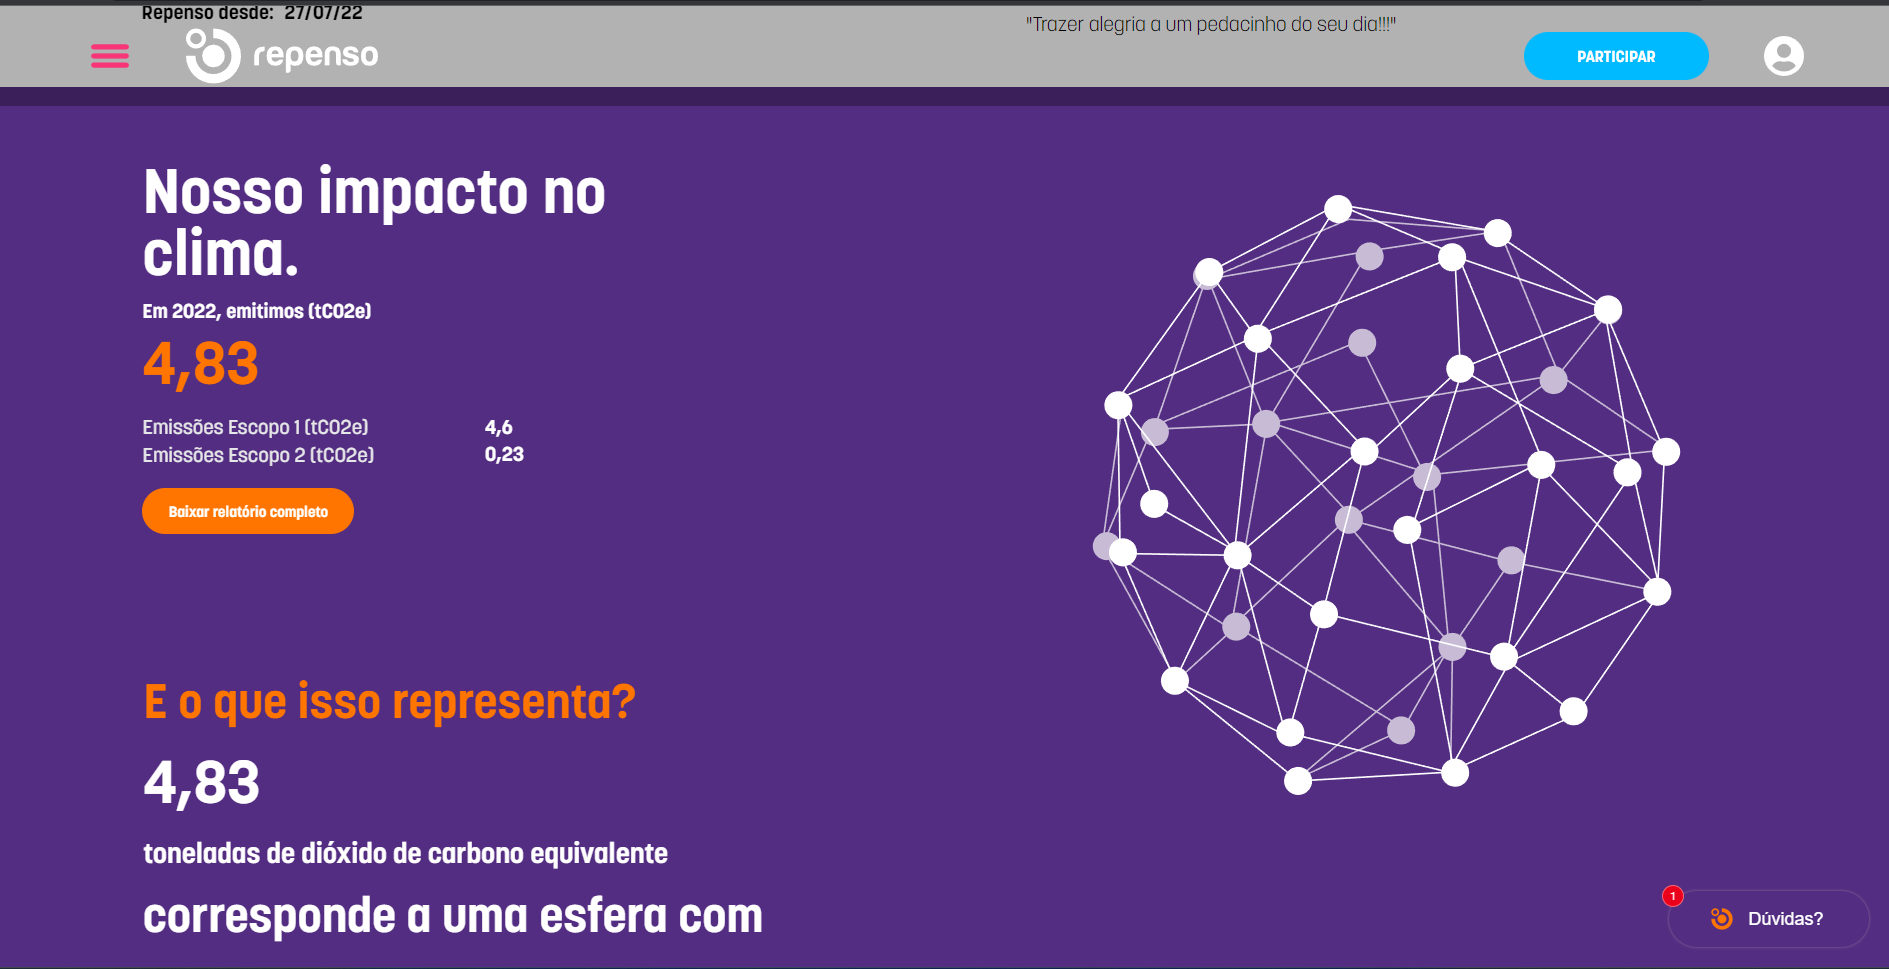 Repenso desde: 27/07/22
"Trazer alegria a um pedacinho do seu dia!!!"
repenso
PARTICIPAR
Nosso impacto no
clima.
Em 2022, emitimos (tCO2e)
4,83
Emissões Escopo 1 (tCO2e) 4,6
Emissões Escopo 2 (tCO2e) 0,23
Baixar relatório completo
E o que isso representa?
4,83
toneladas de dióxido de carbono equivalente
corresponde a uma esfera com
1
Dúvidas?